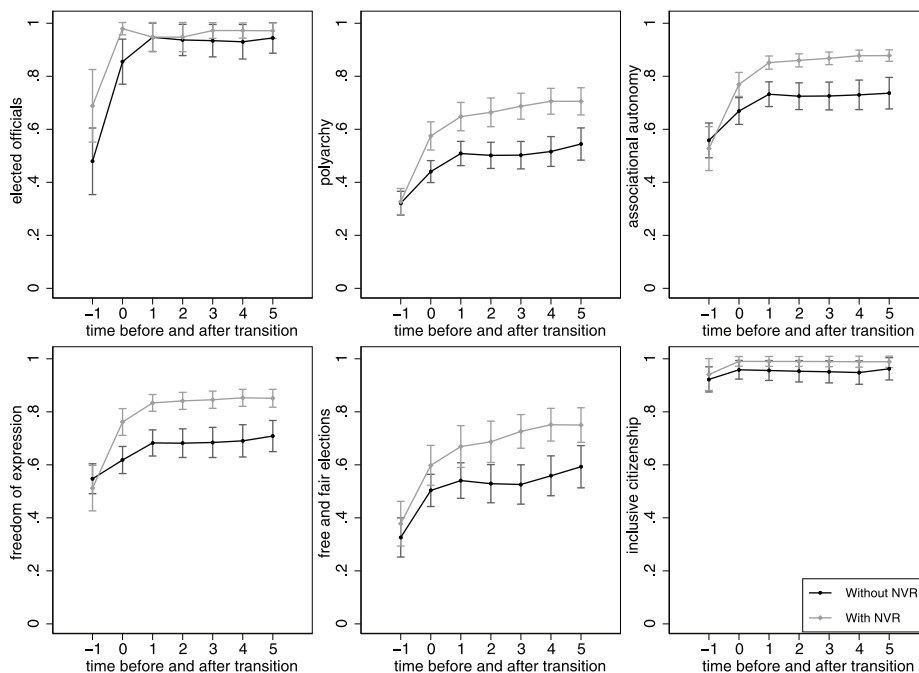 elected officials
1
.8
.6
.4
.2
0
−1 0 1 2 3 4 5
time before and after transition
polyarchy
1
.8
.6
.4
.2
0
−1 0 1 2 3 4 5
time before and after transition
associational autonomy
1
.8
.6
.4
.2
0
−1 0 1 2 3 4 5
time before and after transition
freedom of expression
1
.8
.6
.4
.2
0
−1 0 1 2 3 4 5
time before and after transition
free and fair elections
1
.8
.6
.4
.2
0
−1 0 1 2 3 4 5
time before and after transition
inclusive citizenship
1
.8
.6
.4
.2
0
−1 0 1 2 3 4 5
time before and after transition
Without NVR
With NVR